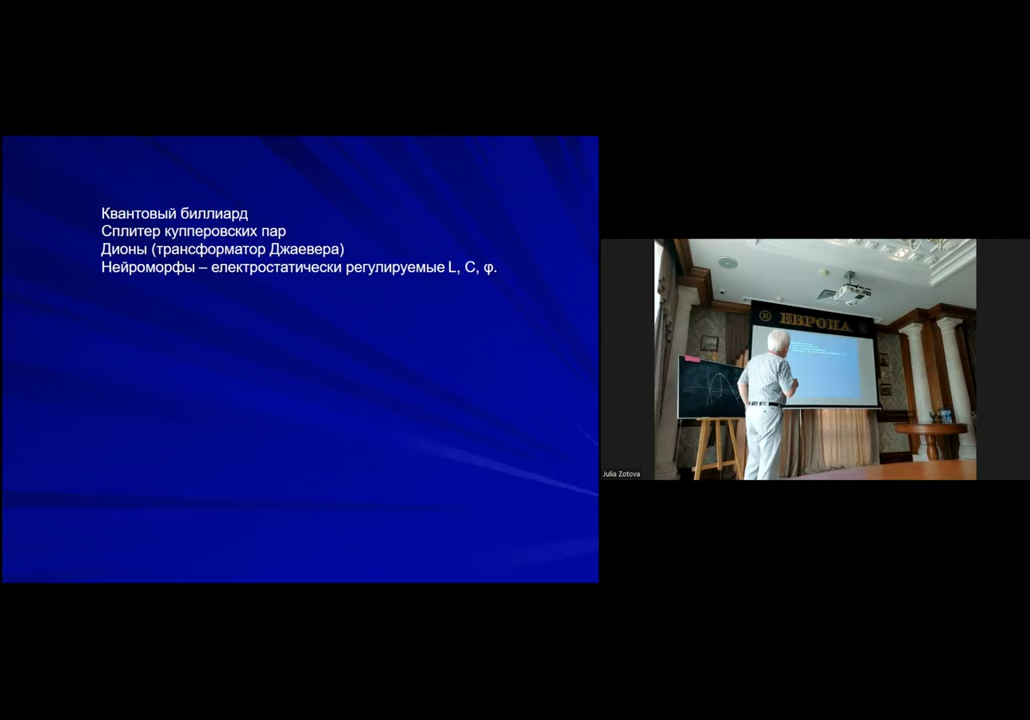 Квантовый биллиард
Сплитер купперовских пар
Дионы (трансформатор Джаевера)
Нейроморфы – електростатически регулируемые L, C, φ.
ЕВРОПА
Julia Zotova